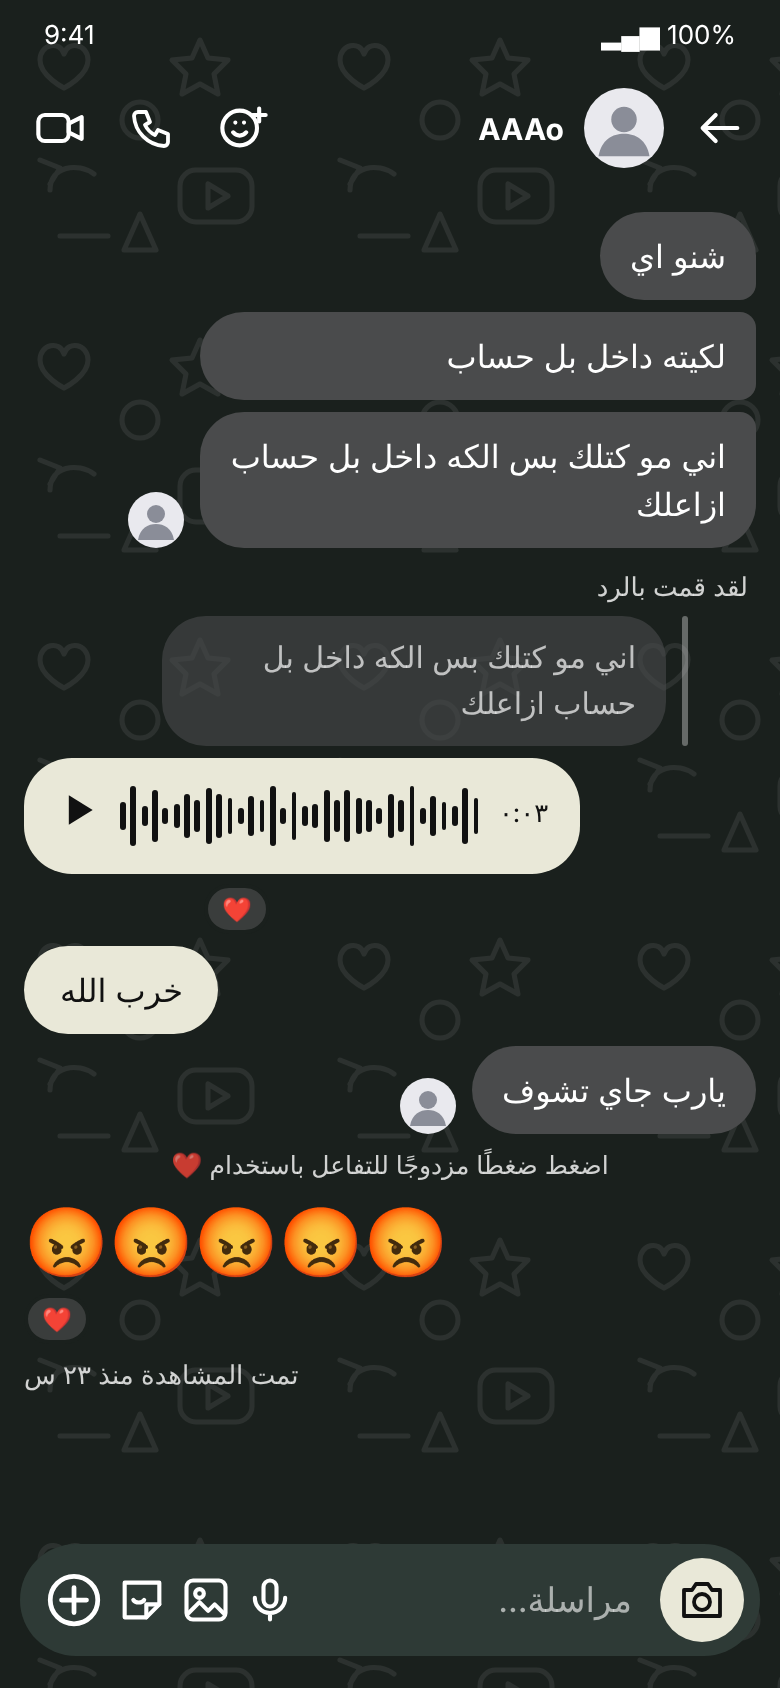 9:41
100%
AAAo
شنو اي
لكيته داخل بل حساب
اني مو كتلك بس الكه داخل بل حساب
ازاعلك
لقد قمت بالرد
اني مو كتلك بس الكه داخل بل
حساب ازاعلك
٠:٠٣
❤️
خرب الله
يارب جاي تشوف
اضغط ضغطًا مزدوجًا للتفاعل باستخدام ❤️
😡😡😡😡😡
❤️
تمت المشاهدة منذ ٢٣ س
مراسلة...